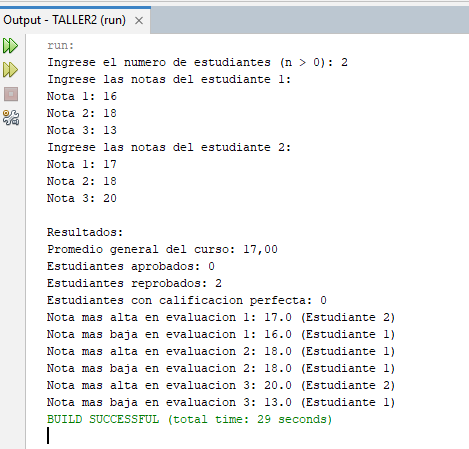 Output - TALLER2 (run) ×
run:
Ingrese el numero de estudiantes (n > 0): 2
Ingrese las notas del estudiante 1:
Nota 1: 16
Nota 2: 18
Nota 3: 13
Ingrese las notas del estudiante 2:
Nota 1: 17
Nota 2: 18
Nota 3: 20

Resultados:
Promedio general del curso: 17,00
Estudiantes aprobados: 0
Estudiantes reprobados: 2
Estudiantes con calificacion perfecta: 0
Nota mas alta en evaluacion 1: 17.0 (Estudiante 2)
Nota mas baja en evaluacion 1: 16.0 (Estudiante 1)
Nota mas alta en evaluacion 2: 18.0 (Estudiante 1)
Nota mas baja en evaluacion 2: 18.0 (Estudiante 1)
Nota mas alta en evaluacion 3: 20.0 (Estudiante 2)
Nota mas baja en evaluacion 3: 13.0 (Estudiante 1)
BUILD SUCCESSFUL (total time: 29 seconds)